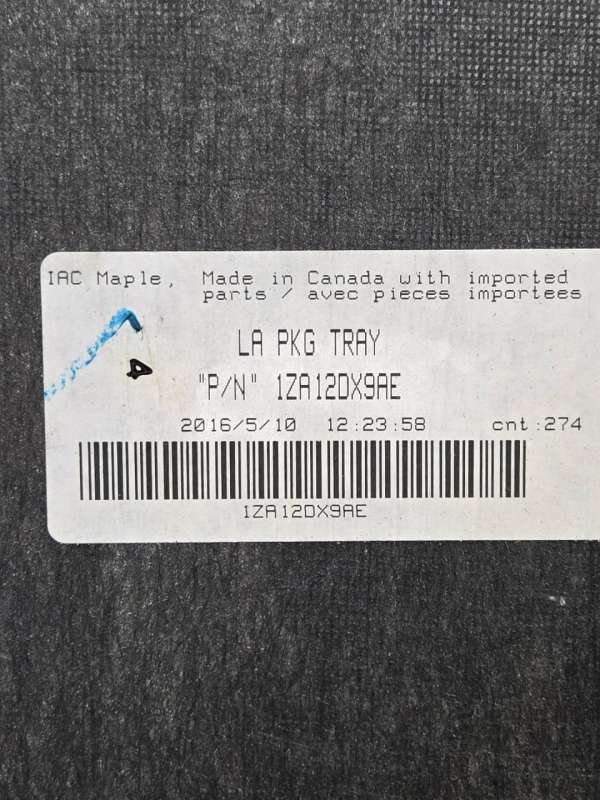 IAC Maple, Made in Canada with imported
parts / avec pieces importees
LA PKG TRAY
"P/N" 1ZA12DX9AE
2016/5/10 12:23:58 cnt:274
1ZA12DX9AE
4